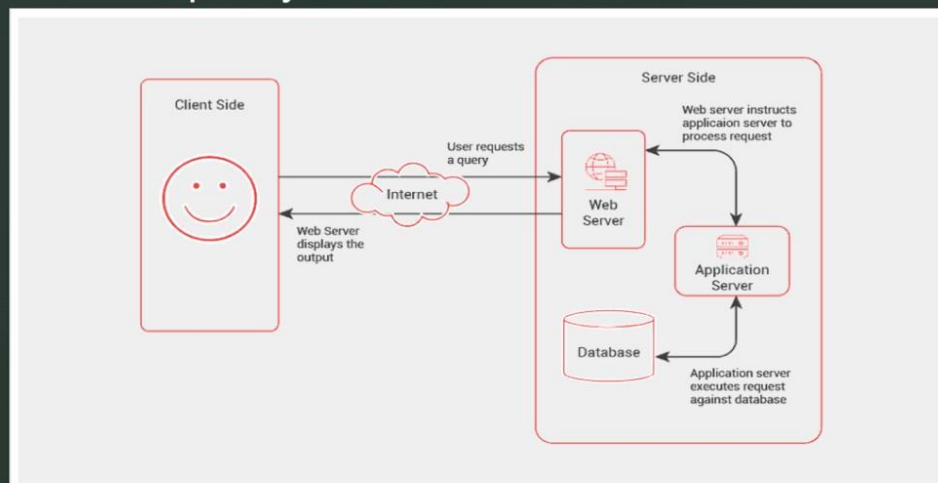 Client Side
Server Side
Web server instructs
applicaion server to
process request
User requests
a query
Internet
Web
Server
Web Server
displays the
output
Application
Server
Database
Application server
executes request
against database